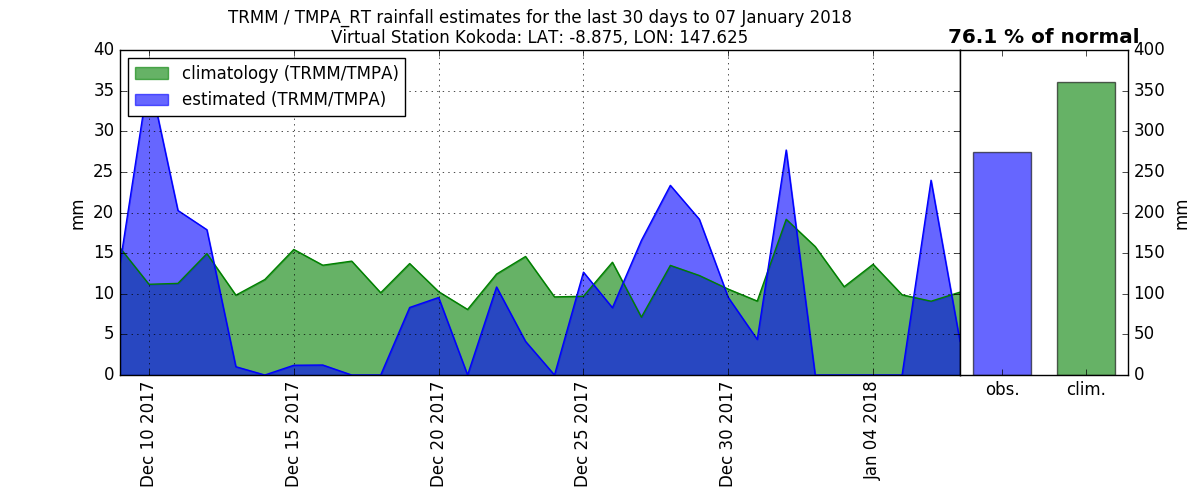 TRMM / TMPA_RT rainfall estimates for the last 30 days to 07 January 2018
Virtual Station Kokoda: LAT: -8.875, LON: 147.625
76.1 % of normal
climatology (TRMM/TMPA)
estimated (TRMM/TMPA)
mm
40
35
30
25
20
15
10
5
0
Dec 10 2017
Dec 15 2017
Dec 20 2017
Dec 25 2017
Dec 30 2017
Jan 04 2018
obs.
clim.
400
350
300
250
200
150
100
50
0
mm